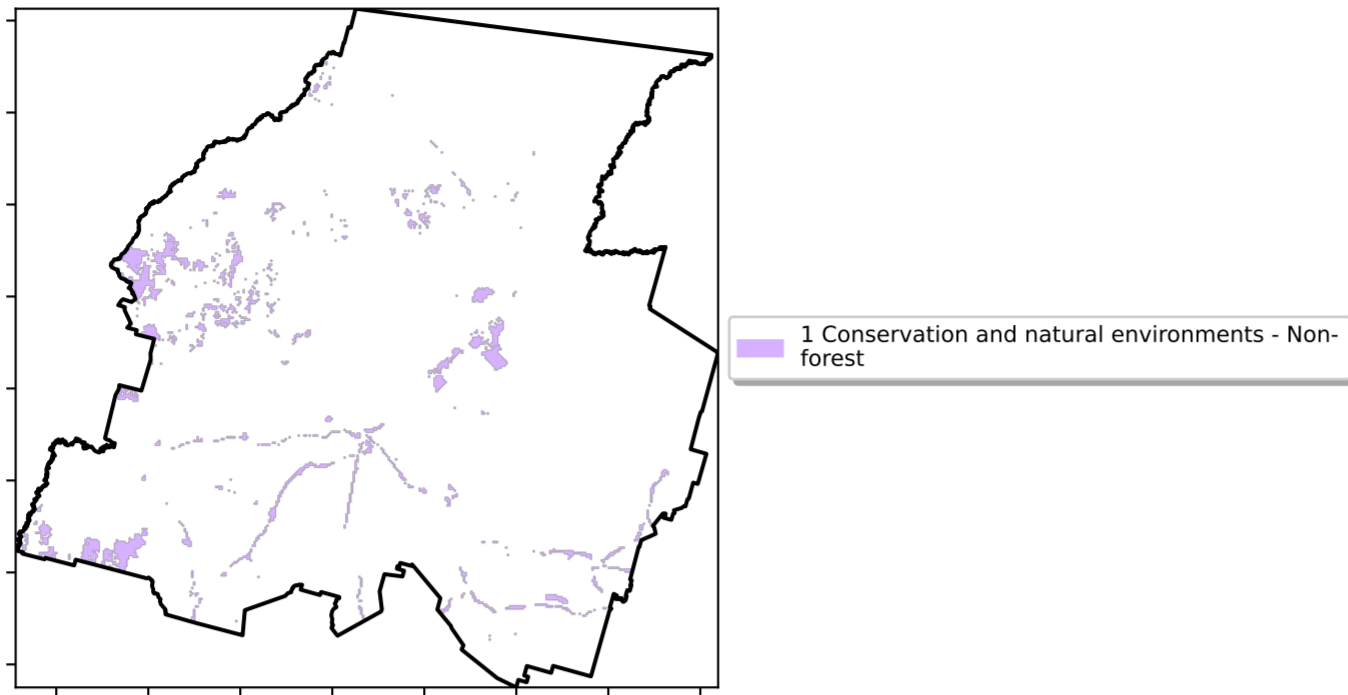 1 Conservation and natural environments - Non-
forest